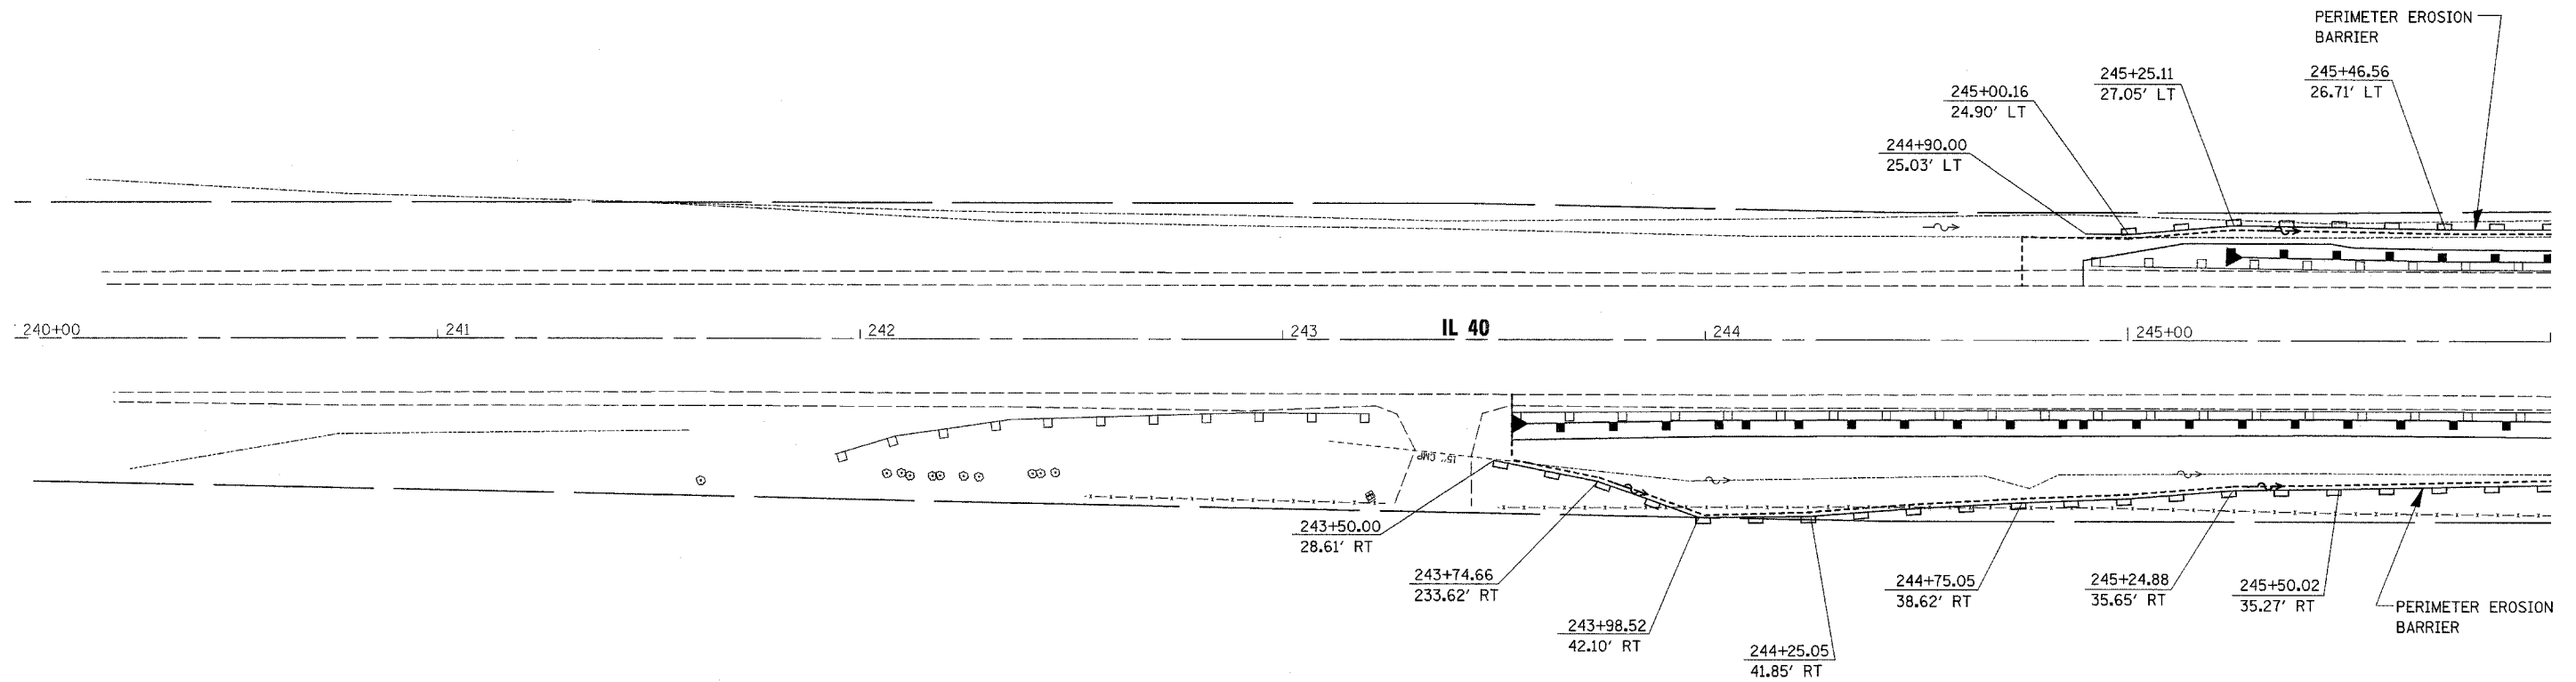 PERIMETER EROSION
BARRIER
245+25.11
27.05' LT
245+46.56
26.71' LT
245+00.16
24.90' LT
244+90.00
25.03' LT
240+00
241
242
243
IL 40
244
245+00
15" CMP
243+50.00
28.61' RT
243+74.66
233.62' RT
243+98.52
42.10' RT
244+25.05
41.85' RT
244+75.05
38.62' RT
245+24.88
35.65' RT
245+50.02
35.27' RT
PERIMETER EROSION
BARRIER